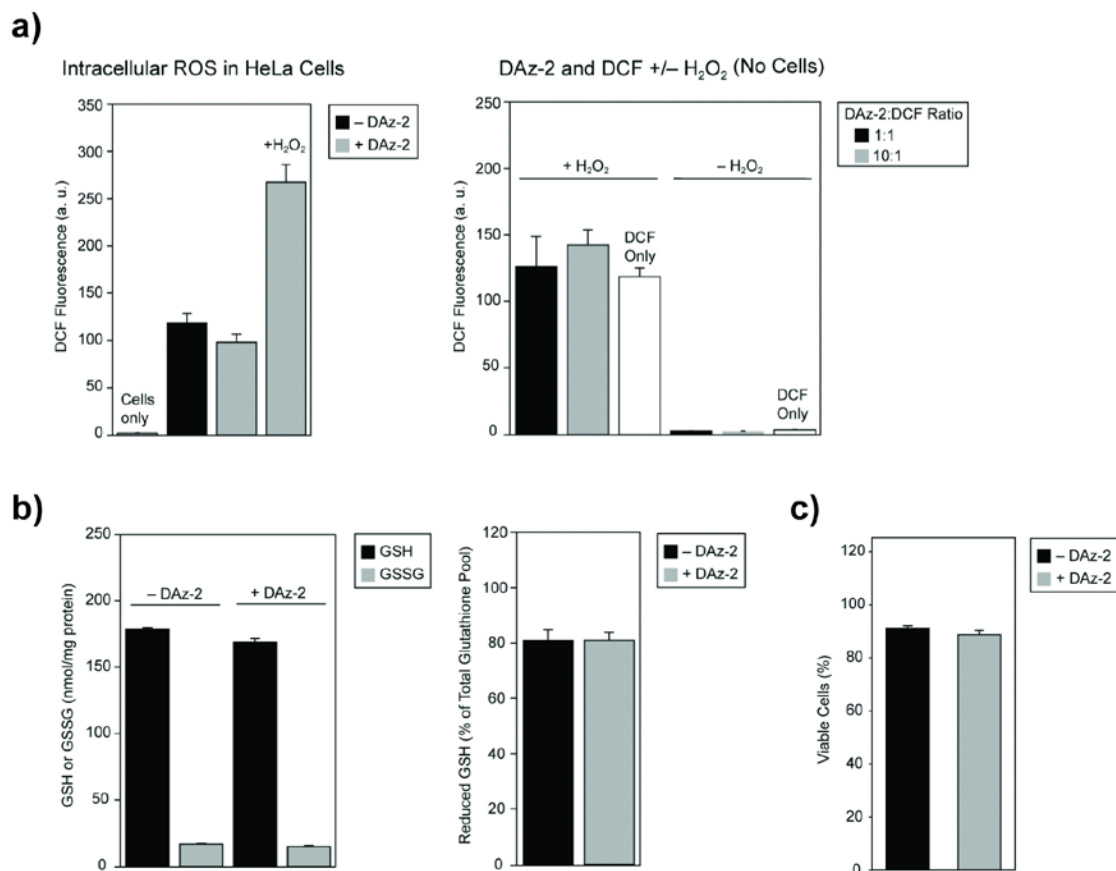 a)
Intracellular ROS in HeLa Cells
DCF Fluorescence (a. u.)
350
300
250
200
150
100
50
0
Cells
only
+H₂O₂
– DAz-2
+ DAz-2
DAz-2 and DCF +/– H₂O₂ (No Cells)
DCF Fluorescence (a. u.)
250
200
150
100
50
0
+ H₂O₂
– H₂O₂
DCF
Only
DCF
Only
DAz-2:DCF Ratio
1:1
10:1
b)
GSH or GSSG (nmol/mg protein)
250
200
150
100
50
0
– DAz-2
+ DAz-2
GSH
GSSG
Reduced GSH (% of Total Glutathione Pool)
120
100
80
60
40
20
0
– DAz-2
+ DAz-2
c)
Viable Cells (%)
120
100
80
60
40
20
0
– DAz-2
+ DAz-2